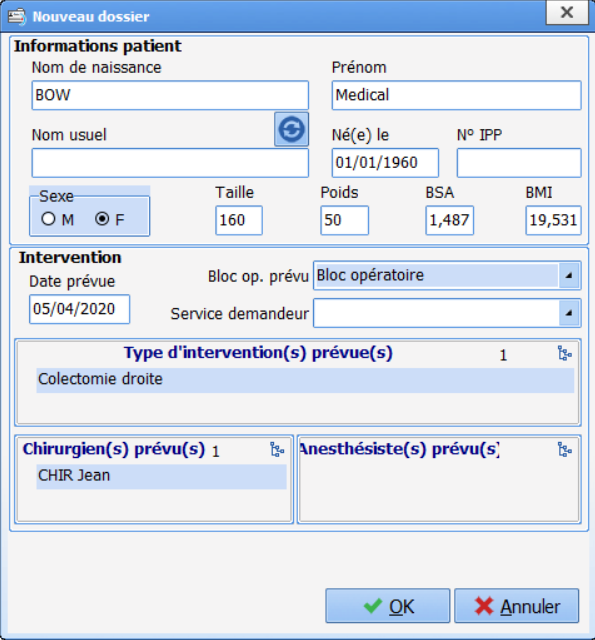 Nouveau dossier
Informations patient
Nom de naissance Prénom
BOW Medical
Nom usuel Né(e) le N° IPP
01/01/1960
Sexe Taille Poids BSA BMI
M F 160 50 1,487 19,531
Intervention
Date prévue Bloc op. prévu Bloc opératoire
05/04/2020 Service demandeur
Type d'intervention(s) prévue(s) 1
Colectomie droite
Chirurgien(s) prévu(s) 1 Anesthésiste(s) prévu(s)
CHIR Jean
OK Annuler